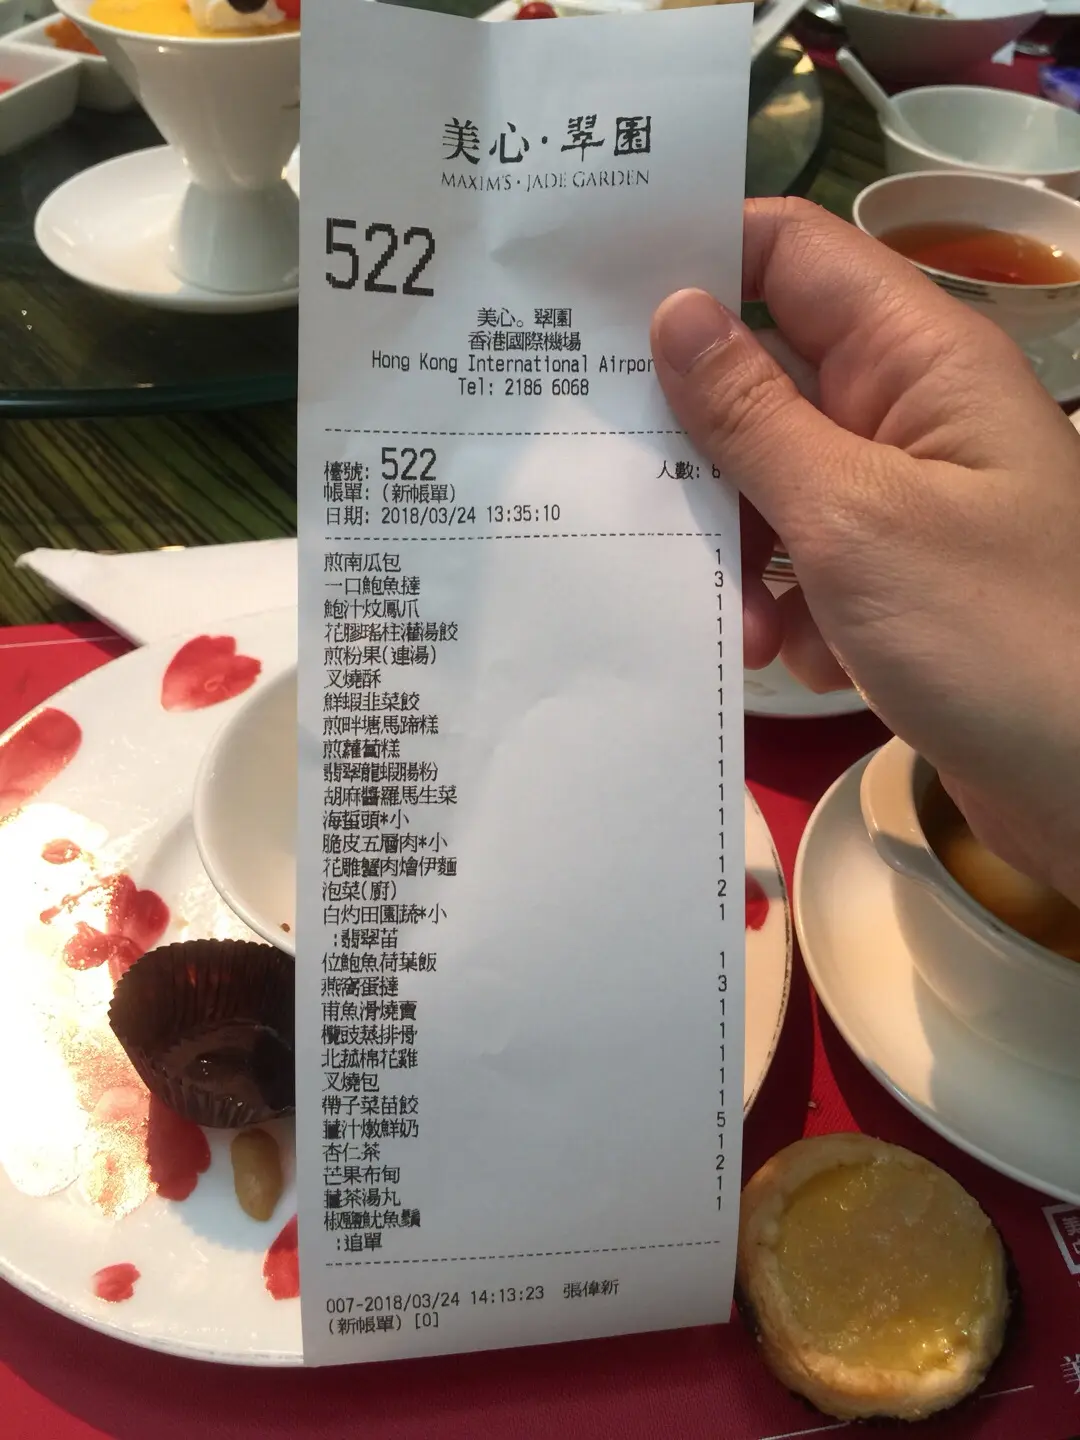 美心·翠園
MAXIM'S·JADE GARDEN
522
美心。翠園
香港國際機場
Hong Kong International Airpor
Tel: 2186 6068
檯號: 522 人數:
帳單: (新帳單)
日期: 2018/03/24 13:35:10
煎南瓜包 1
一口鮑魚撻 3
鮑汁炆鳳爪 1
花膠瑤柱灌湯餃 1
煎粉果(連湯) 1
叉燒酥 1
鮮蝦韭菜餃 1
煎畔塘馬蹄糕 1
煎蘿蔔糕 1
翡翠龍蝦腸粉 1
胡麻醬羅馬生菜 1
海蜇頭*小 1
脆皮五層肉*小 1
花雕蟹肉燴伊麵 1
泡菜(廚) 2
白灼田園蔬*小 1
:翡翠苗
位鮑魚荷葉飯 1
燕窩蛋撻 3
甫魚滑燒賣 1
欖豉蒸排骨 1
北菰棉花雞 1
叉燒包 1
帶子菜苗餃 1
薑汁燉鮮奶 5
杏仁茶 1
芒果布甸 2
薑茶湯丸 1
椒鹽魷魚鬚 1
:追單
007-2018/03/24 14:13:23 張偉新
(新帳單) [0]